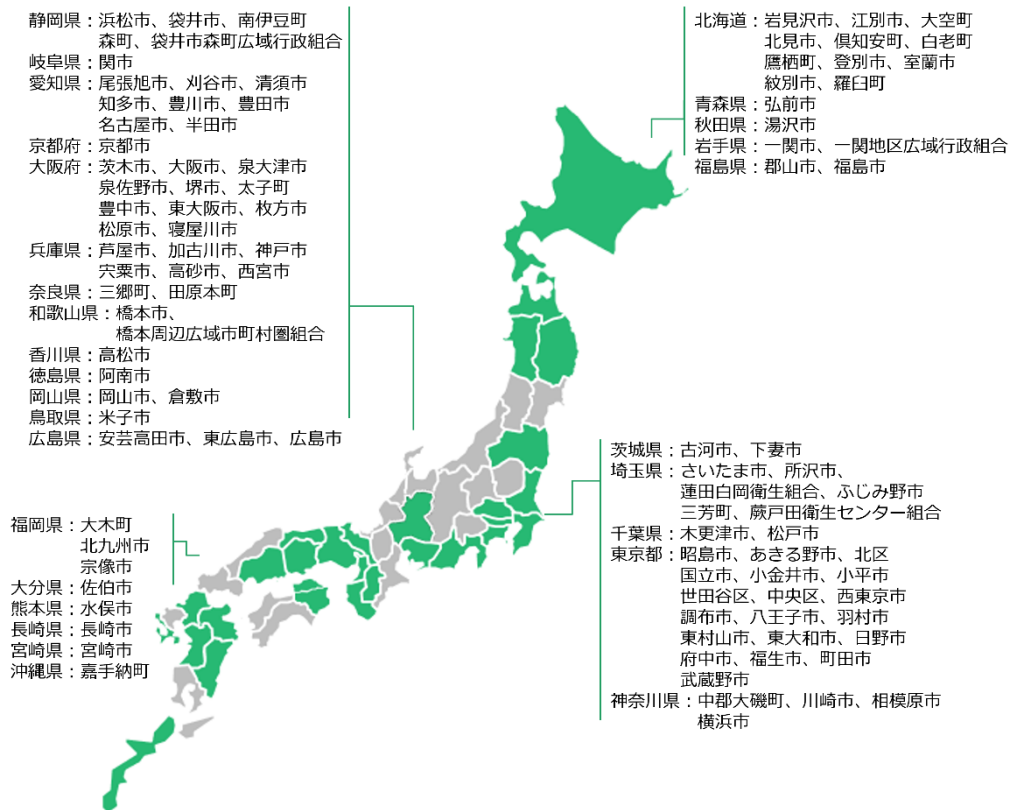 静岡県：浜松市、袋井市、南伊豆町
森町、袋井市森町広域行政組合
岐阜県：関市
愛知県：尾張旭市、刈谷市、清須市
知多市、豊川市、豊田市
名古屋市、半田市
京都府：京都市
大阪府：茨木市、大阪市、泉大津市
泉佐野市、堺市、太子町
豊中市、東大阪市、枚方市
松原市、寝屋川市
兵庫県：芦屋市、加古川市、神戸市
宍粟市、高砂市、西宮市
奈良県：三郷町、田原本町
和歌山県：橋本市、
橋本周辺広域市町村圏組合
香川県：高松市
徳島県：阿南市
岡山県：岡山市、倉敷市
鳥取県：米子市
広島県：安芸高田市、東広島市、広島市
北海道：岩見沢市、江別市、大空町
北見市、倶知安町、白老町
鷹栖町、登別市、室蘭市
紋別市、羅臼町
青森県：弘前市
秋田県：湯沢市
岩手県：一関市、一関地区広域行政組合
福島県：郡山市、福島市
茨城県：古河市、下妻市
埼玉県：さいたま市、所沢市、
蓮田白岡衛生組合、ふじみ野市
三芳町、蕨戸田衛生センター組合
千葉県：木更津市、松戸市
東京都：昭島市、あきる野市、北区
国立市、小金井市、小平市
世田谷区、中央区、西東京市
調布市、八王子市、羽村市
東村山市、東大和市、日野市
府中市、福生市、町田市
武蔵野市
神奈川県：中郡大磯町、川崎市、相模原市
横浜市
福岡県：大木町
北九州市
宗像市
大分県：佐伯市
熊本県：水俣市
長崎県：長崎市
宮崎県：宮崎市
沖縄県：嘉手納町